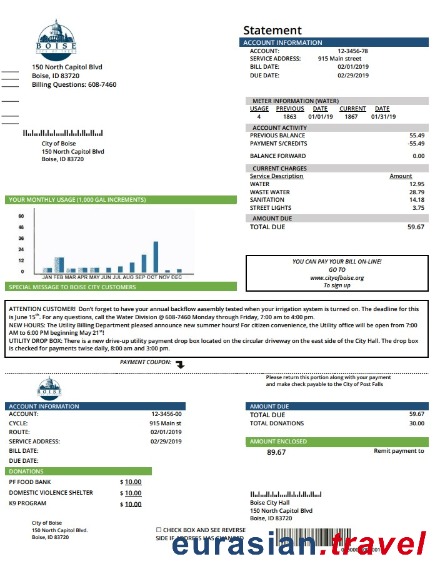 BOISE
150 North Capitol Blvd
Boise, ID 83720
Billing Questions: 608-7460
City of Boise
150 North Capitol Blvd
Boise, ID 83720
Statement
ACCOUNT INFORMATION
ACCOUNT: 12-3456-78
SERVICE ADDRESS: 915 Main street
BILL DATE: 02/01/2019
DUE DATE: 02/29/2019
METER INFORMATION (WATER)
USAGE PREVIOUS DATE CURRENT DATE
4 1863 01/01/19 1867 01/31/19
ACCOUNT ACTIVITY
PREVIOUS BALANCE 55.49
PAYMENT S/CREDITS -55.49
BALANCE FORWARD 0.00
CURRENT CHARGES
Service Description Amount
WATER 12.95
WASTE WATER 28.79
SANITATION 14.18
STREET LIGHTS 3.75
AMOUNT DUE
TOTAL DUE 59.67
YOUR MONTHLY USAGE (1,000 GAL INCREMENTS)
60
48
36
24
12
0
JAN FEB MAR APR MAY JUN JUL AUG SEP OCT NOV DEC
SPECIAL MESSAGE TO BOISE CITY CUSTOMERS
YOU CAN PAY YOUR BILL ON-LINE!
GO TO
www.cityofboise.org
To sign up
ATTENTION CUSTOMER! Don't forget to have your annual backflow assembly tested when your irrigation system is turned on. The deadline for this
is June 15th. For any questions, call the Water Division @ 608-7460 Monday through Friday, 7:00 am to 4:00 pm.
NEW HOURS: The Utility Billing Department pleased announce new summer hours! For citizen convenience, the Utility office will be open from 7:00
AM to 6:00 PM beginning May 21st!
UTILITY DROP BOX: There is a new drive-up utility payment drop box located on the circular driveway on the east side of the City Hall. The drop box
is checked for payments twise daily, 8:00 am and 3:00 pm.
PAYMENT COUPON:
Please return this portion along with your payment
and make check payable to the City of Post Falls
BOISE
ACCOUNT INFORMATION
ACCOUNT: 12-3456-00
CYCLE: 915 Main st
ROUTE: 02/01/2019
SERVICE ADDRESS: 02/29/2019
BILL DATE:
DUE DATE:
DONATIONS
PF FOOD BANK $ 10.00
DOMESTIC VIOLENCE SHELTER $ 10.00
K9 PROGRAM $ 10.00
AMOUNT DUE
TOTAL DUE 59.67
TOTAL DONATIONS 30.00
AMOUNT ENCLOSED
89.67 Remit payment to
City of Boise
150 North Capitol Blvd.
Boise, ID 83720
CHECK BOX AND SEE REVERSE
SIDE IF ADDRESS HAS CHANGED
Boise City Hall
150 North Capitol Blvd
Boise, ID 83720
eurasian.travel